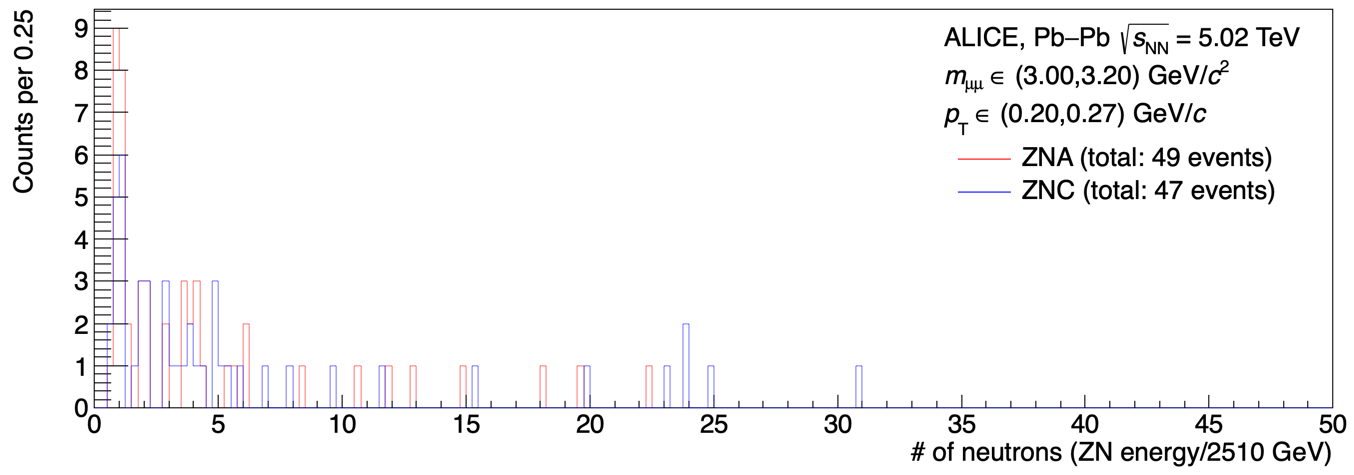 Counts per 0.25
9
8
7
6
5
4
3
2
1
0
ALICE, Pb–Pb √sNN = 5.02 TeV
mμμ ∈ (3.00,3.20) GeV/c²
pT ∈ (0.20,0.27) GeV/c
ZNA (total: 49 events)
ZNC (total: 47 events)
0 5 10 15 20 25 30 35 40 45 50
# of neutrons (ZN energy/2510 GeV)